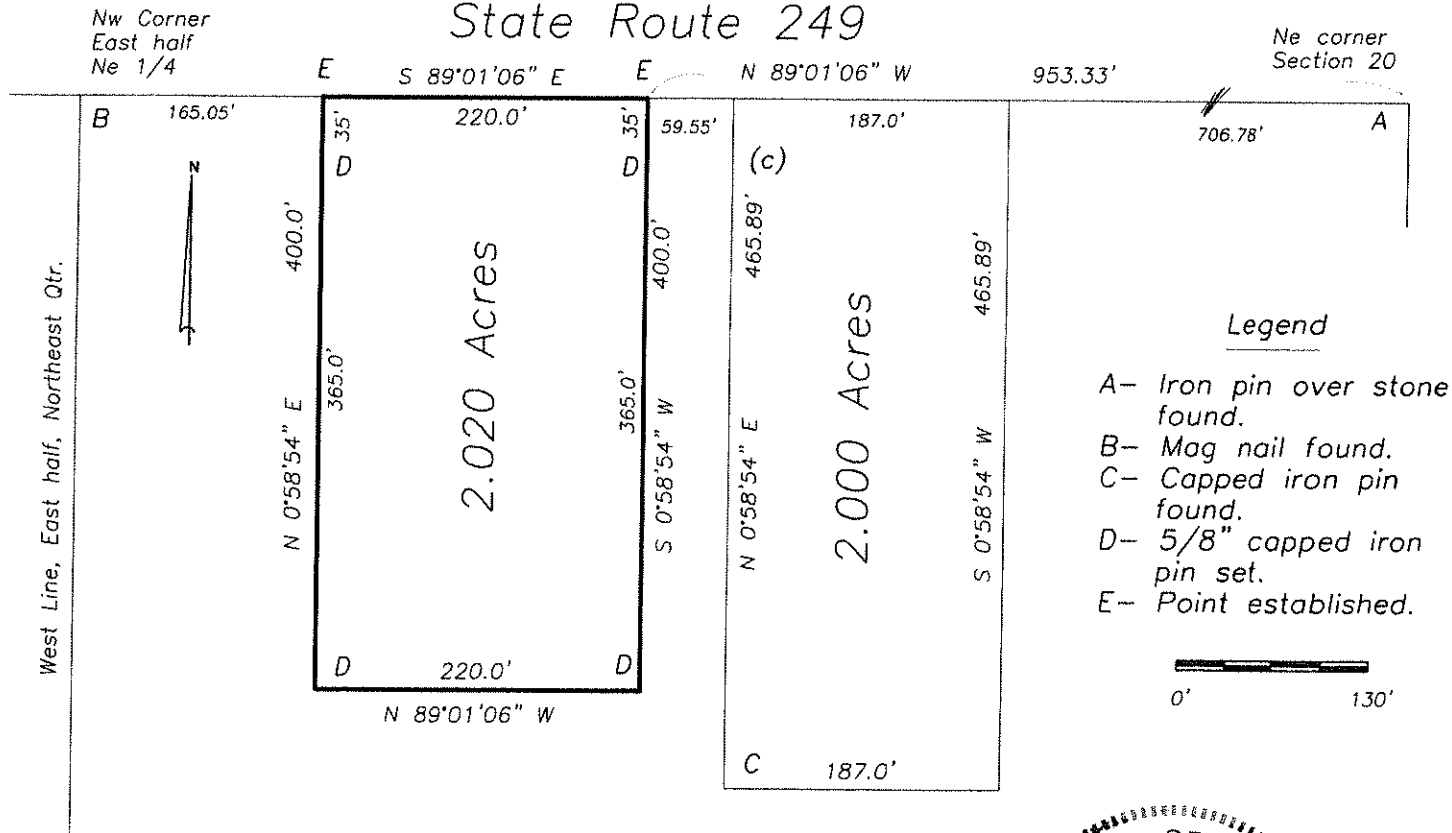 State Route 249
Nw Corner
East half
Ne 1/4
Ne corner
Section 20
E
S 89°01'06" E
E
N 89°01'06" W
953.33'
B
165.05'
35'
220.0'
35'
59.55'
187.0'
706.78'
A
D
D
(c)
N
400.0'
365.0'
N 0°58'54" E
2.020 Acres
400.0'
365.0'
S 0°58'54" W
465.89'
N 0°58'54" E
2.000 Acres
465.89'
S 0°58'54" W
West Line, East half, Northeast Qtr.
Legend
A- Iron pin over stone
found.
B- Mag nail found.
C- Capped iron pin
found.
D- 5/8" capped iron
pin set.
E- Point established.
0'
130'
D
220.0'
D
N 89°01'06" W
C
187.0'